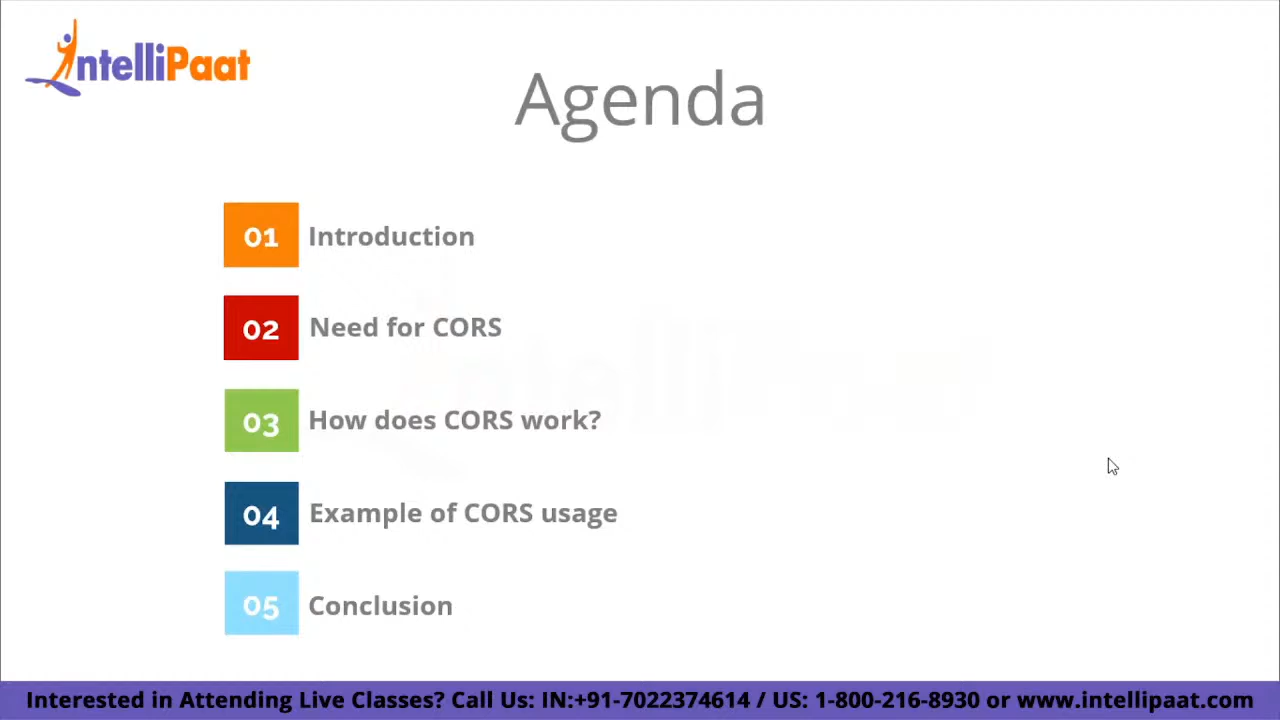 IntelliPaat
Agenda
01 Introduction
02 Need for CORS
03 How does CORS work?
04 Example of CORS usage
05 Conclusion
Interested in Attending Live Classes? Call Us: IN:+91-7022374614 / US: 1-800-216-8930 or www.intellipaat.com